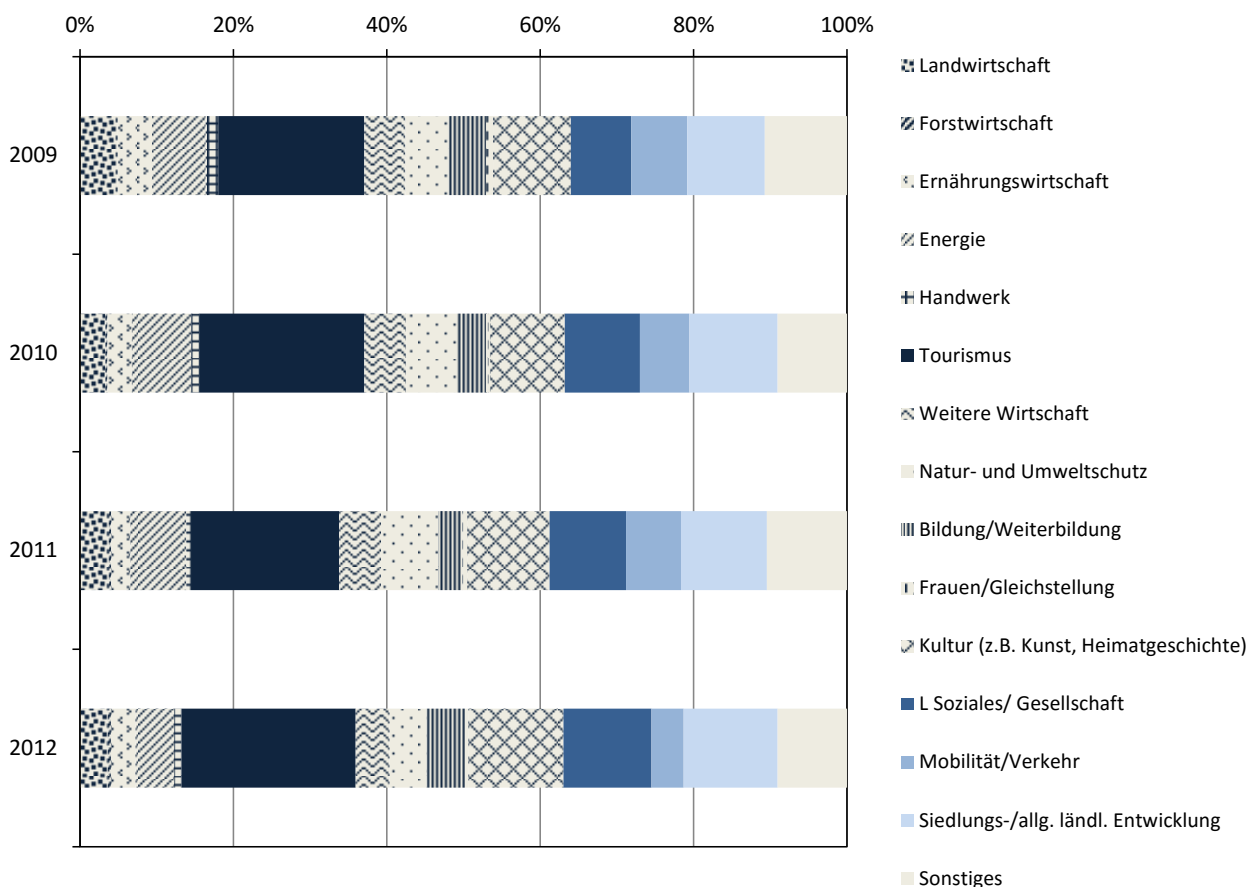 0% 20% 40% 60% 80% 100%
2009
2010
2011
2012
Landwirtschaft
Forstwirtschaft
Ernährungswirtschaft
Energie
Handwerk
Tourismus
Weitere Wirtschaft
Natur- und Umweltschutz
Bildung/Weiterbildung
Frauen/Gleichstellung
Kultur (z.B. Kunst, Heimatgeschichte)
L Soziales/ Gesellschaft
Mobilität/Verkehr
Siedlungs-/allg. ländl. Entwicklung
Sonstiges